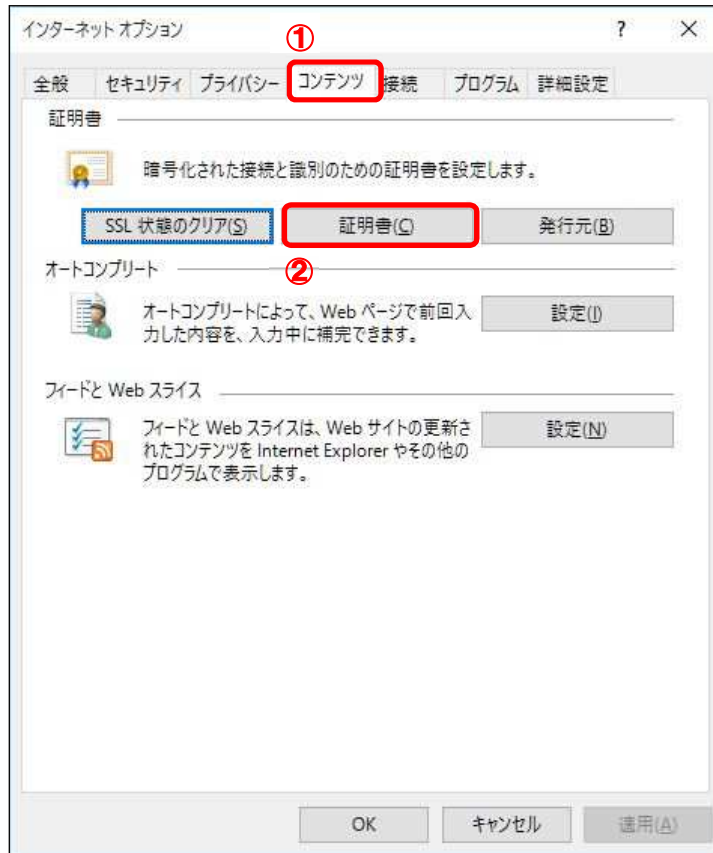 インターネット オプション ? ×
①
全般 セキュリティ プライバシー コンテンツ 接続 プログラム 詳細設定
証明書
暗号化された接続と識別のための証明書を設定します。
SSL 状態のクリア(S) 証明書(C) 発行元(B)
②
オートコンプリート
オートコンプリートによって、Web ページで前回入
力した内容を、入力中に補完できます。
設定(I)
フィードと Web スライス
フィードと Web スライスは、Web サイトの更新さ
れたコンテンツを Internet Explorer やその他の
プログラムで表示します。
設定(N)
OK キャンセル 適用(A)